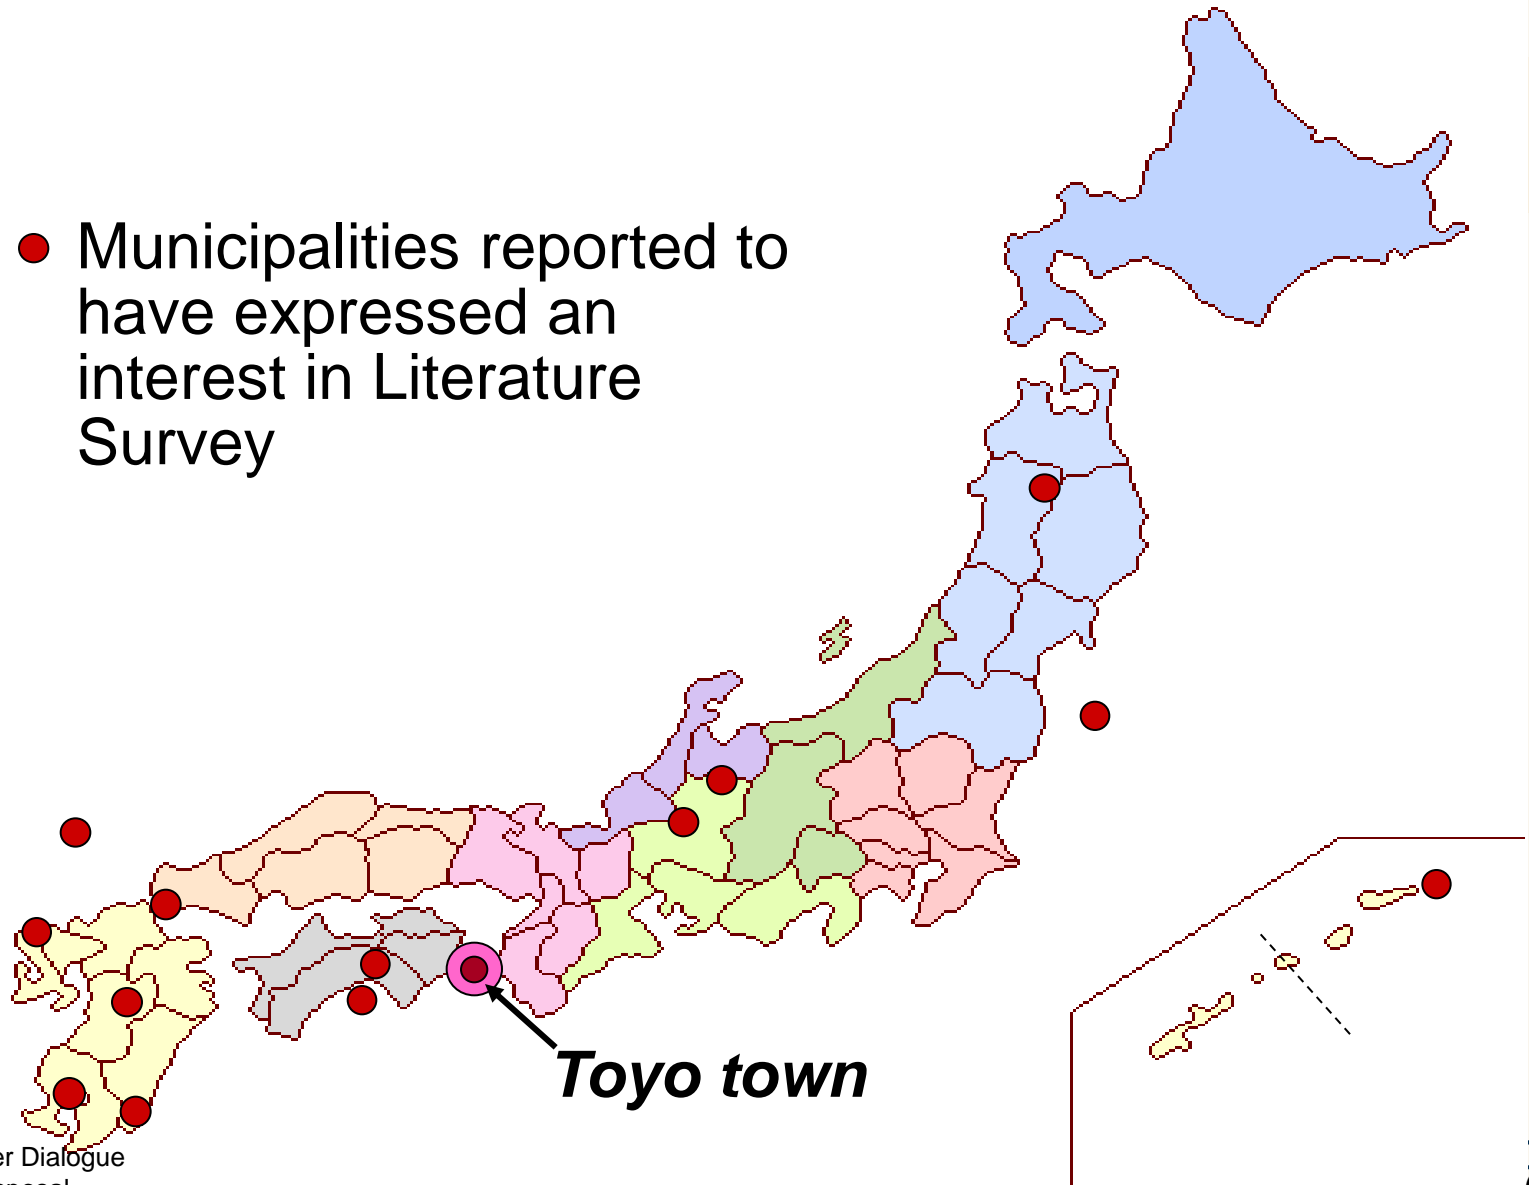 Municipalities reported to
have expressed an
interest in Literature
Survey
Toyo town
er Dialogue